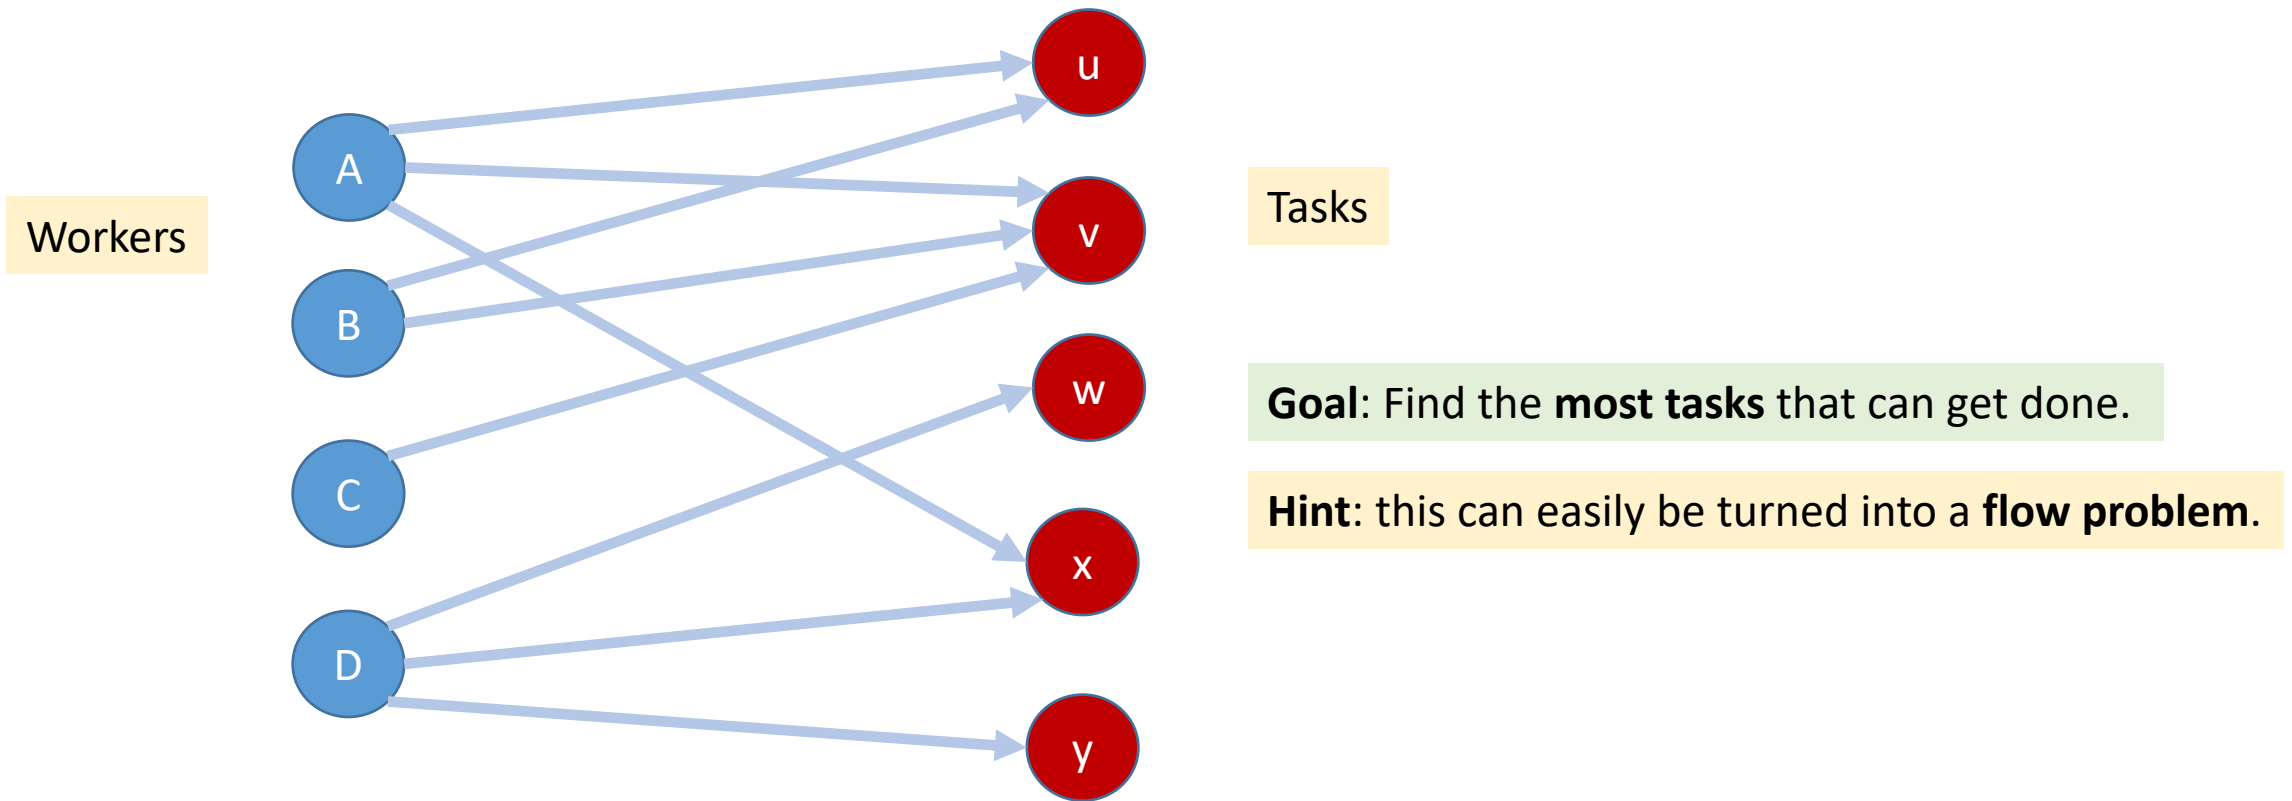 u
A
v
Workers
Tasks
B
w
Goal: Find the most tasks that can get done.
C
Hint: this can easily be turned into a flow problem.
x
D
y